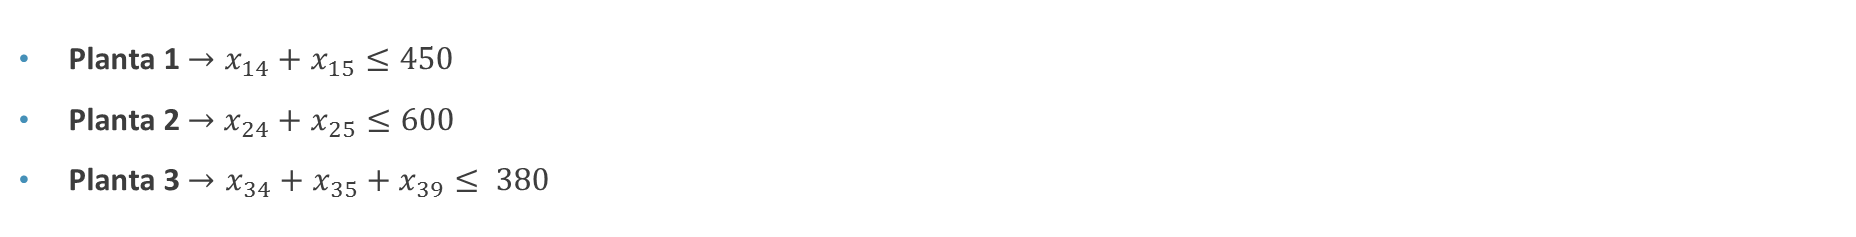 • Planta 1 → x₁₄ + x₁₅ ≤ 450
• Planta 2 → x₂₄ + x₂₅ ≤ 600
• Planta 3 → x₃₄ + x₃₅ + x₃₉ ≤ 380